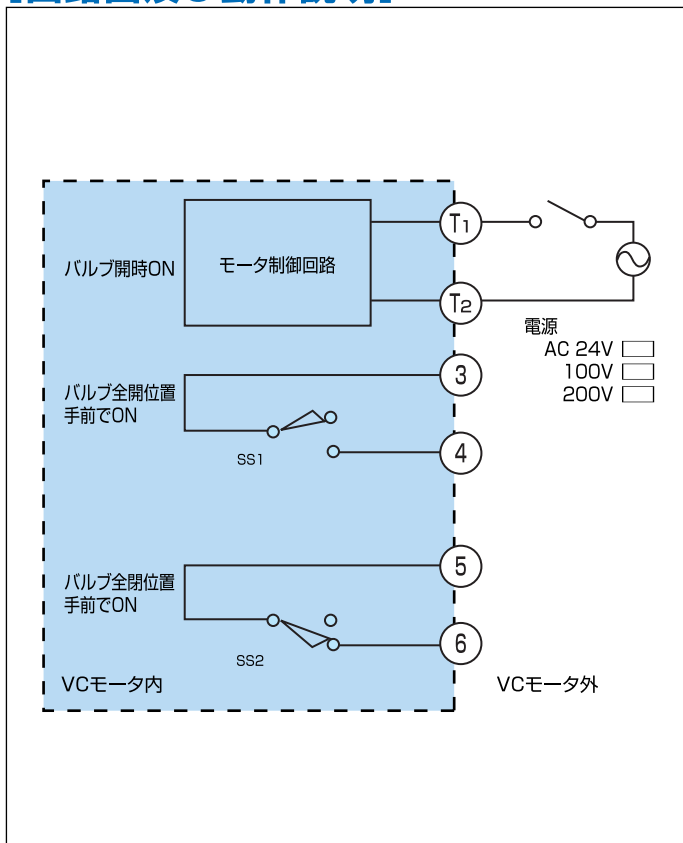 T1
バルブ開時ON
モータ制御回路
T2
電源
AC 24V
100V
200V
3
バルブ全開位置
手前でON
4
SS1
5
バルブ全閉位置
手前でON
6
SS2
VCモータ内
VCモータ外